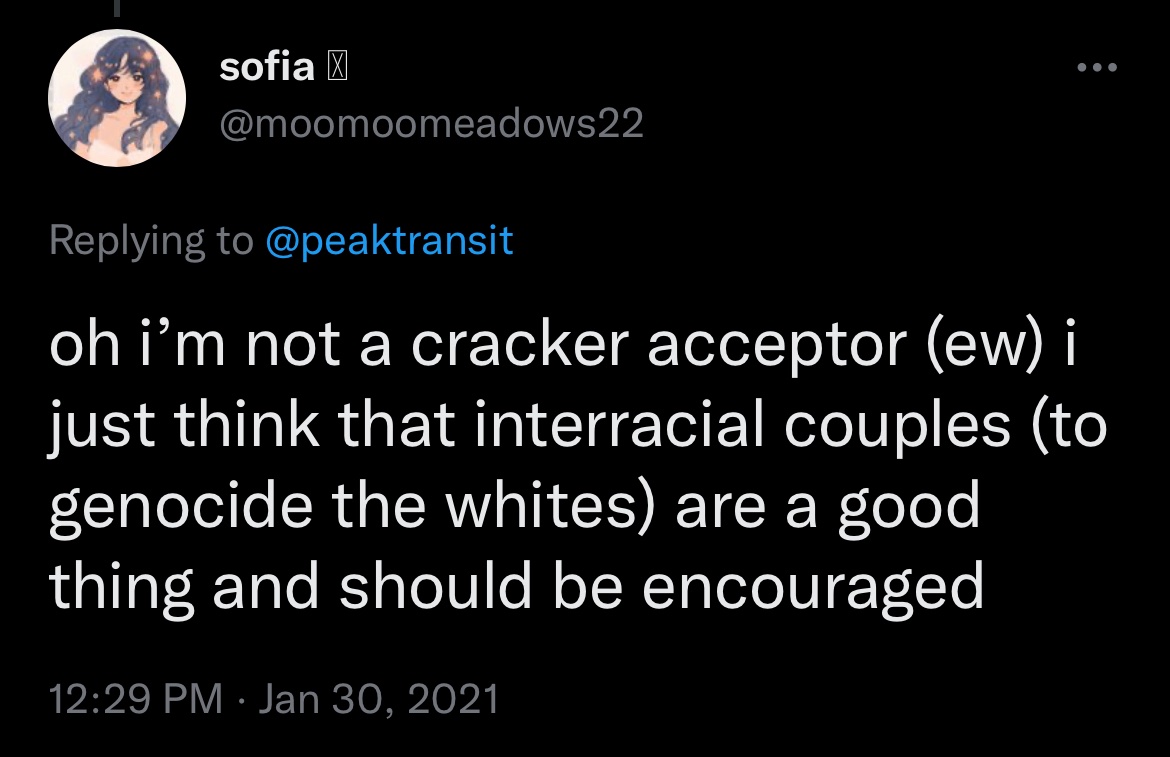 sofia
@moomoomeadows22
Replying to @peaktransit
oh i’m not a cracker acceptor (ew) i
just think that interracial couples (to
genocide the whites) are a good
thing and should be encouraged
12:29 PM · Jan 30, 2021